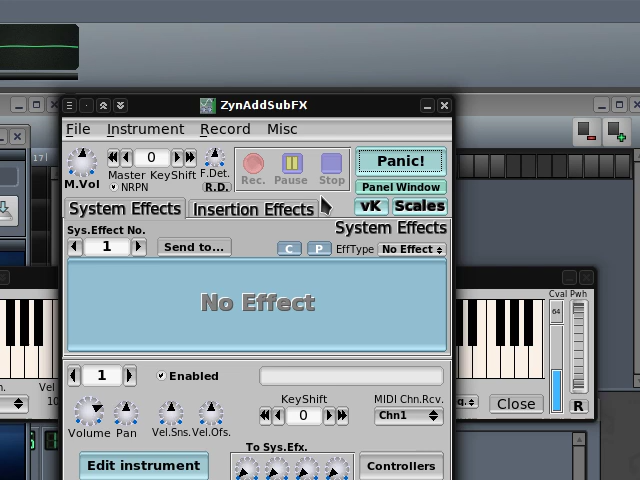 ZynAddSubFX
File Instrument Record Misc
17|
M.Vol
0
Master KeyShift
NRPN
F.Det.
R.D.
Rec. Pause Stop
Panic!
Panel Window
vK Scales
System Effects Insertion Effects
System Effects
Sys.Effect No.
1 Send to... C P EffType No Effect
No Effect
Cval Pwh
64
1 Enabled
KeyShift MIDI Chn.Rcv.
0 Chn1
Volume Pan Vel.Sns. Vel.Ofs.
Vel
10
Close R
To Sys.Efx.
Edit instrument Controllers